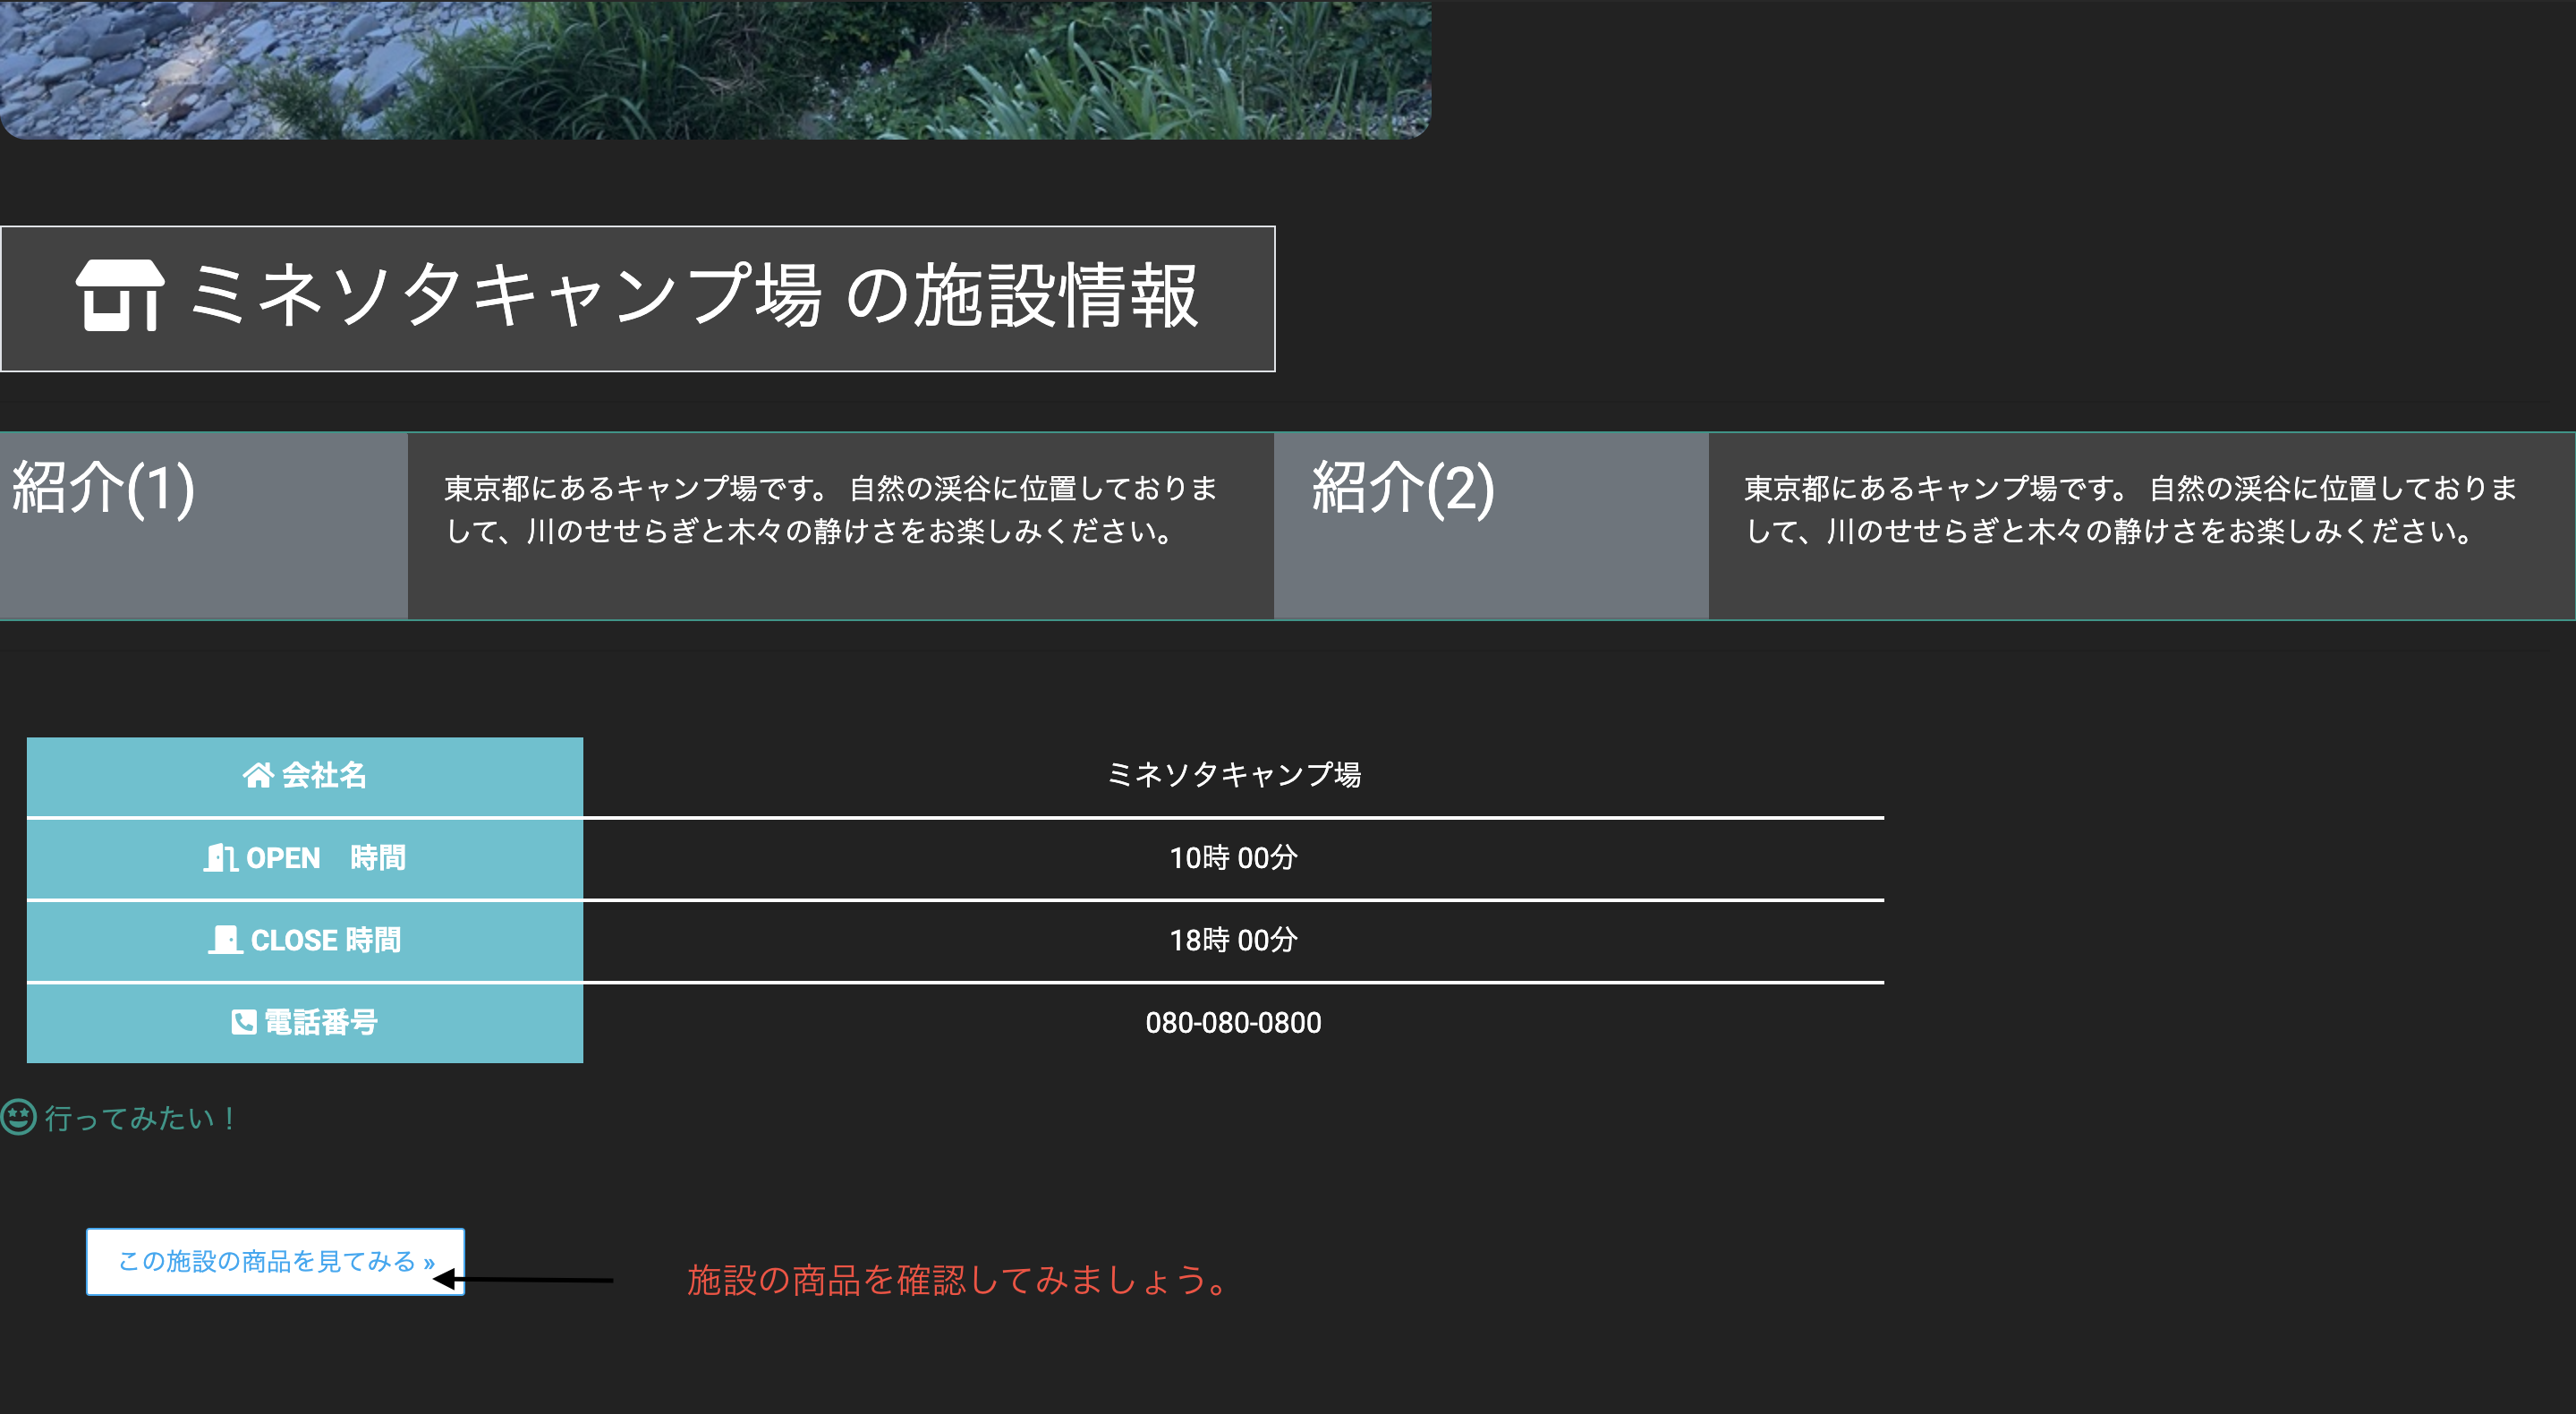 ミネソタキャンプ場 の施設情報
紹介(1)
東京都にあるキャンプ場です。 自然の渓谷に位置しておりま
して、川のせせらぎと木々の静けさをお楽しみください。
紹介(2)
東京都にあるキャンプ場です。 自然の渓谷に位置しておりま
して、川のせせらぎと木々の静けさをお楽しみください。
会社名 ミネソタキャンプ場
OPEN　時間 10時 00分
CLOSE 時間 18時 00分
電話番号 080-080-0800
行ってみたい！
この施設の商品を見てみる »
施設の商品を確認してみましょう。